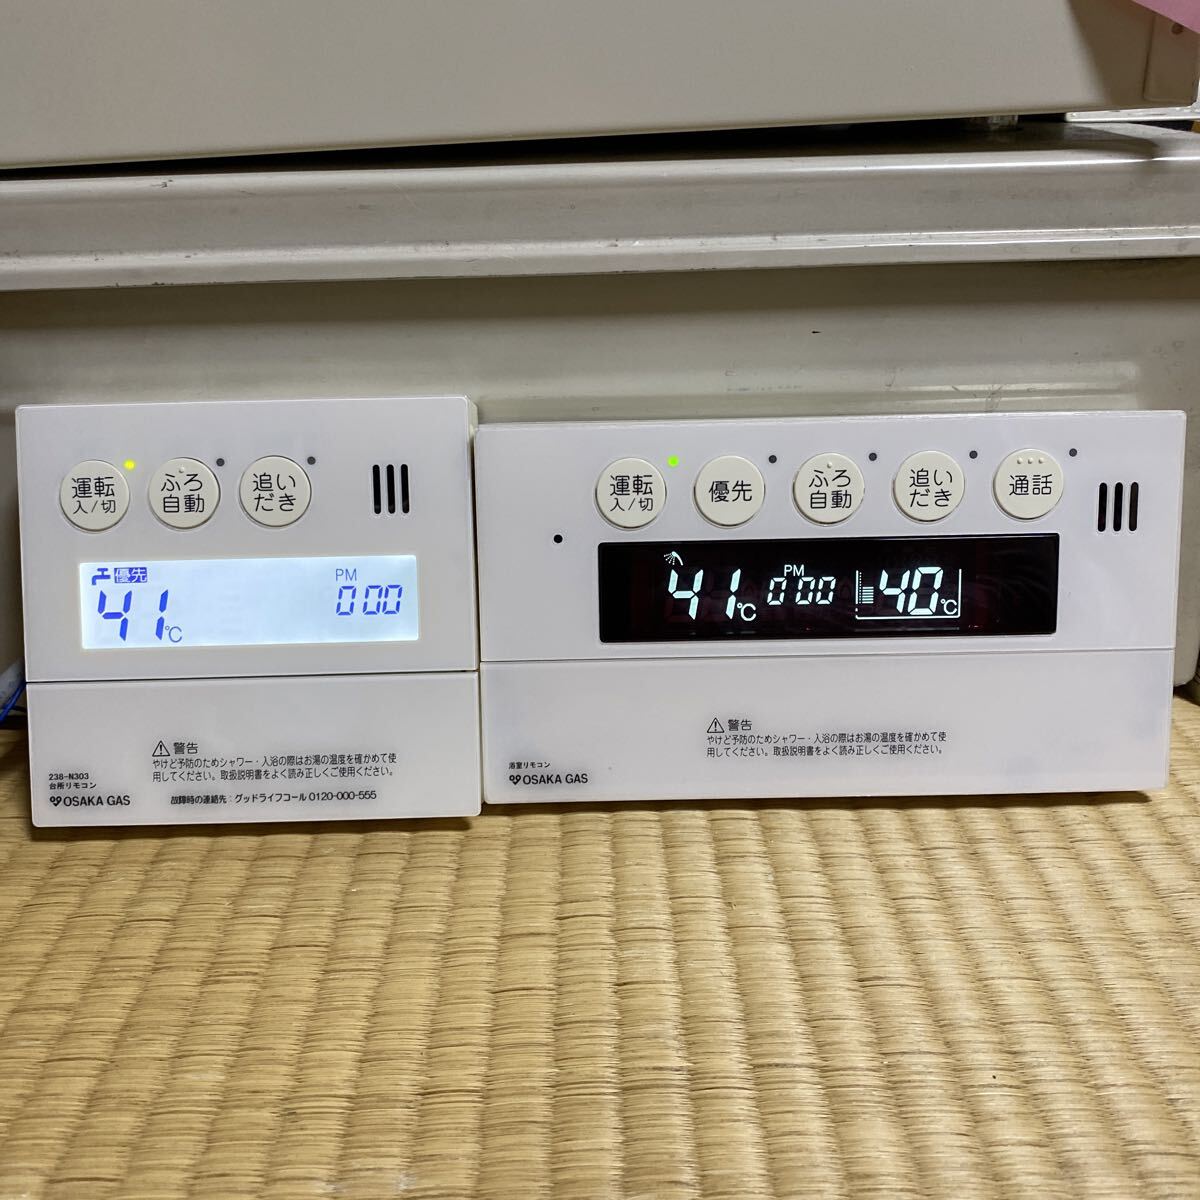 運転
入/切
ふろ
自動
追い
だき
優先
41℃
PM
0:00
警告
やけど予防のためシャワー・入浴の際はお湯の温度を確かめて使
用してください。取扱説明書をよく読み正しくご使用ください。
238-N303
台所リモコン
OSAKA GAS
故障時の連絡先:グッドライフコール 0120-000-555
運転
入/切
優先
ふろ
自動
追い
だき
通話
41℃
PM
0:00
40℃
警告
やけど予防のためシャワー・入浴の際はお湯の温度を確かめて使
用してください。取扱説明書をよく読み正しくご使用ください。
浴室リモコン
OSAKA GAS